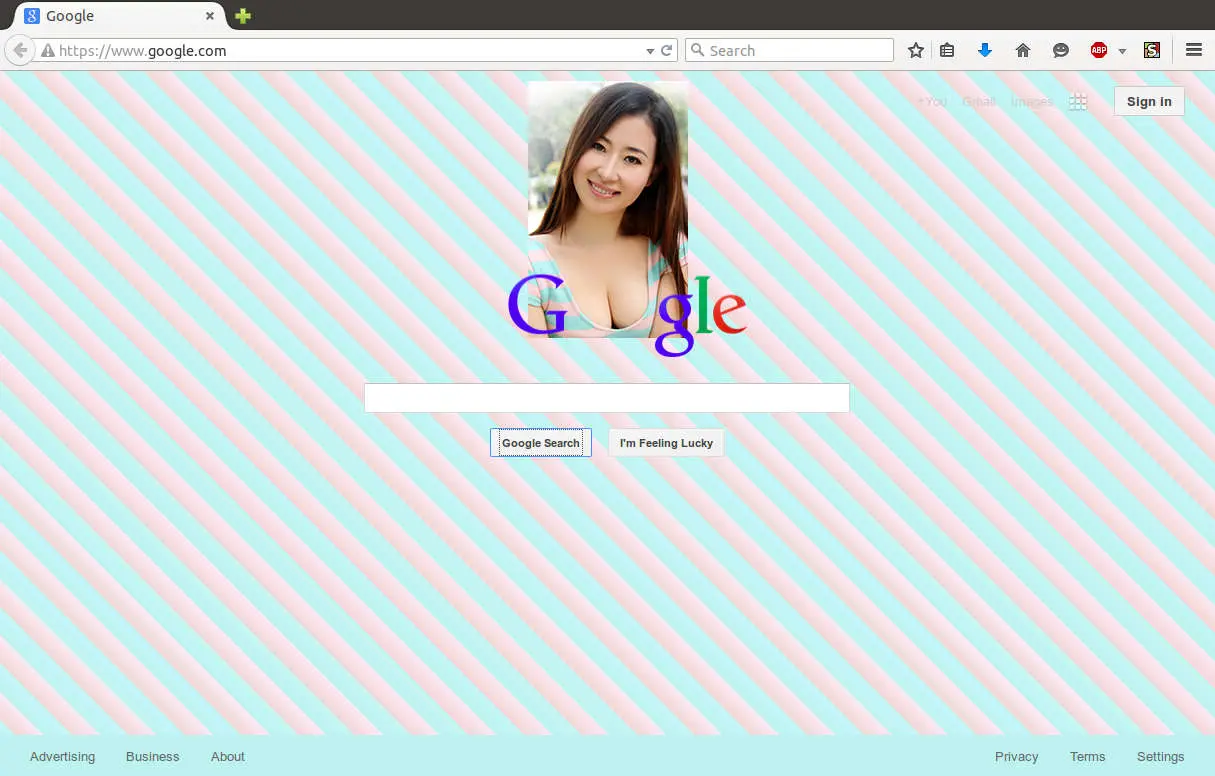 Google
https://www.google.com
Search
ABP
S
+You Gmail Images
Sign in
G gle
Google Search
I'm Feeling Lucky
Advertising Business About
Privacy Terms Settings